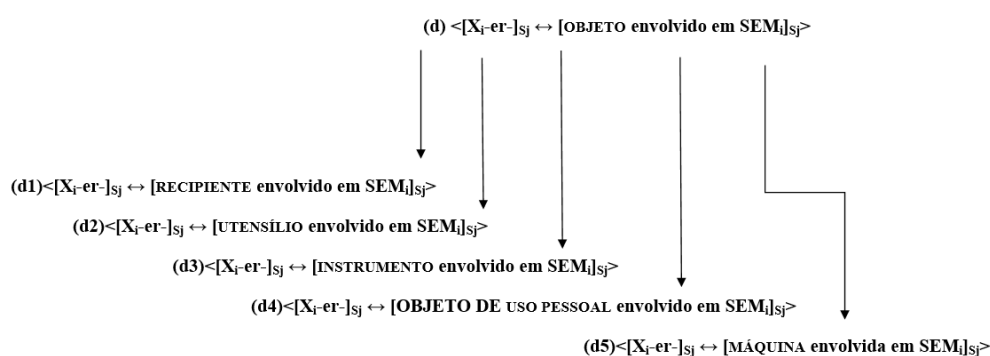 (d) <[Xi-er-]Sj ↔ [OBJETO envolvido em SEMi]Sj>
(d1)<[Xi-er-]Sj ↔ [RECIPIENTE envolvido em SEMi]Sj>
(d2)<[Xi-er-]Sj ↔ [UTENSÍLIO envolvido em SEMi]Sj>
(d3)<[Xi-er-]Sj ↔ [INSTRUMENTO envolvido em SEMi]Sj>
(d4)<[Xi-er-]Sj ↔ [OBJETO DE USO PESSOAL envolvido em SEMi]Sj>
(d5)<[Xi-er-]Sj ↔ [MÁQUINA envolvida em SEMi]Sj>